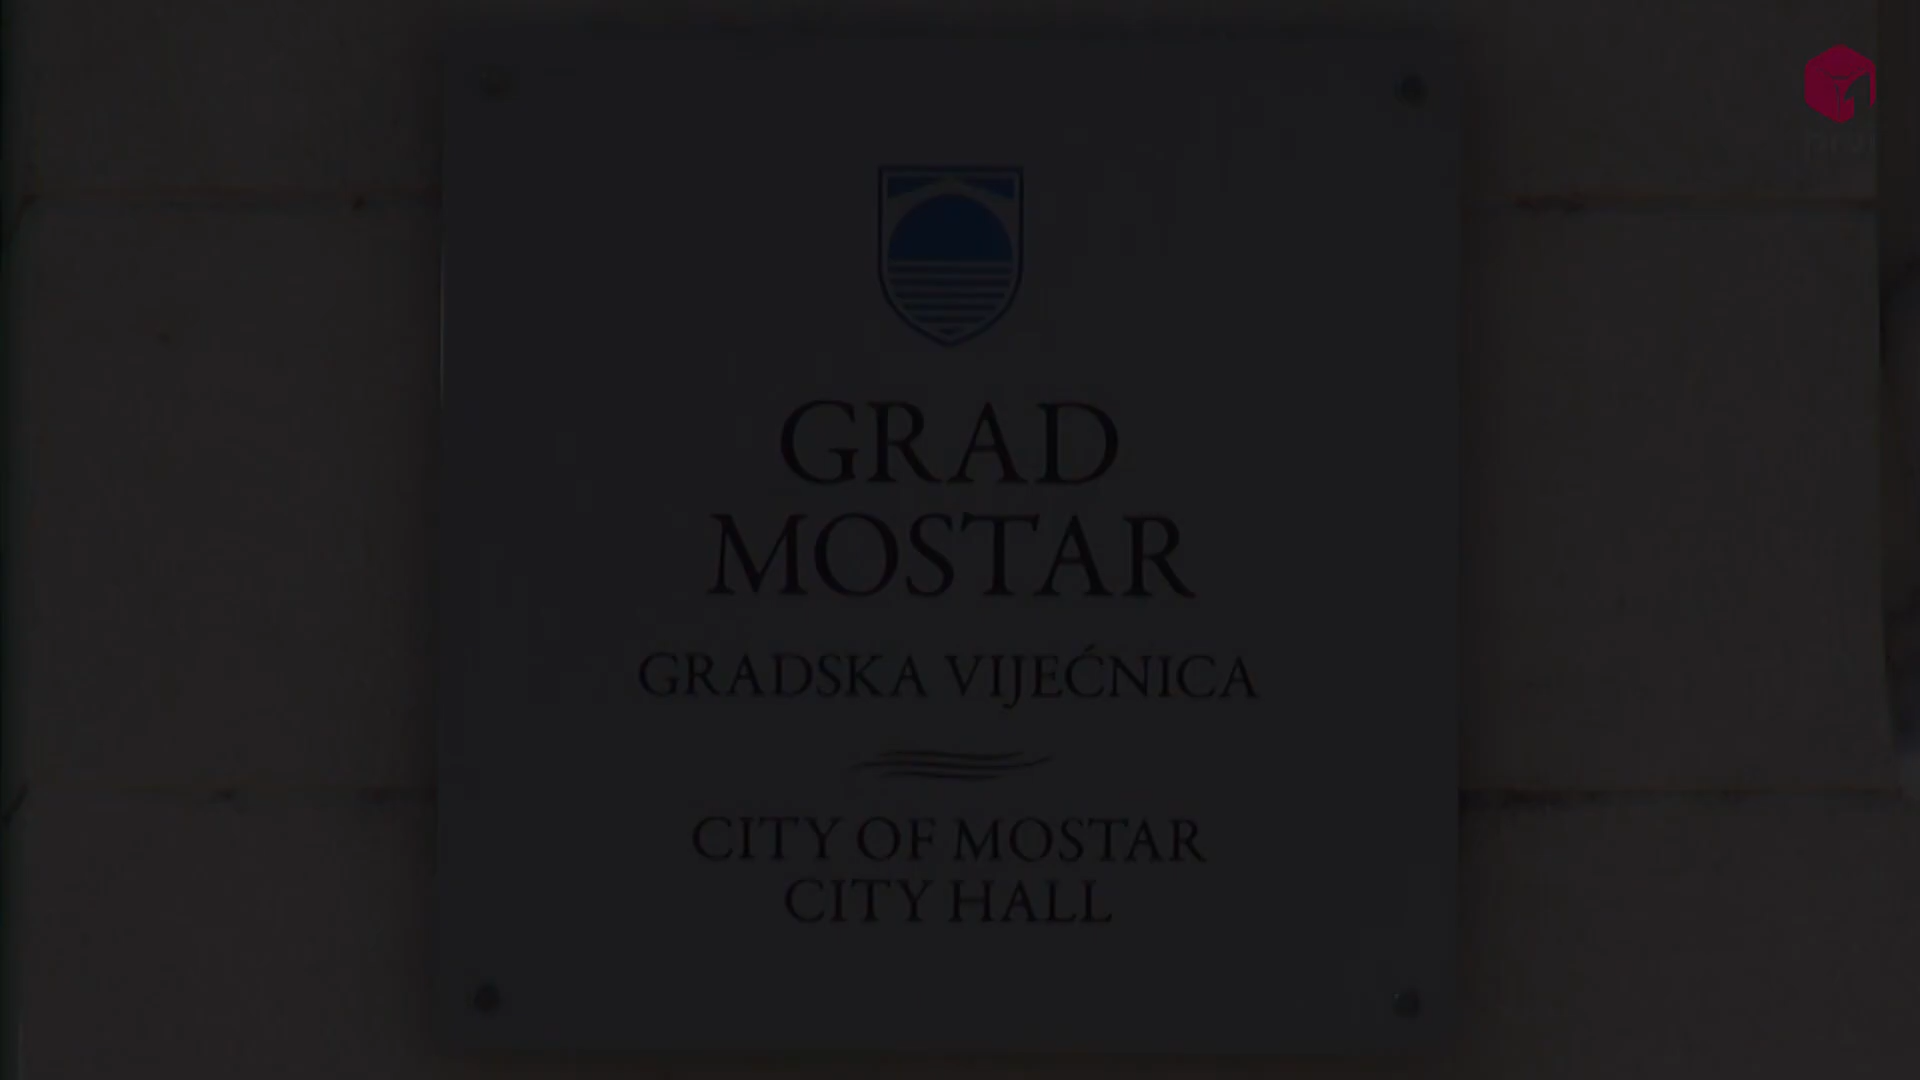 GRAD
MOSTAR
GRADSKA VIJEĆNICA
CITY OF MOSTAR
CITY HALL